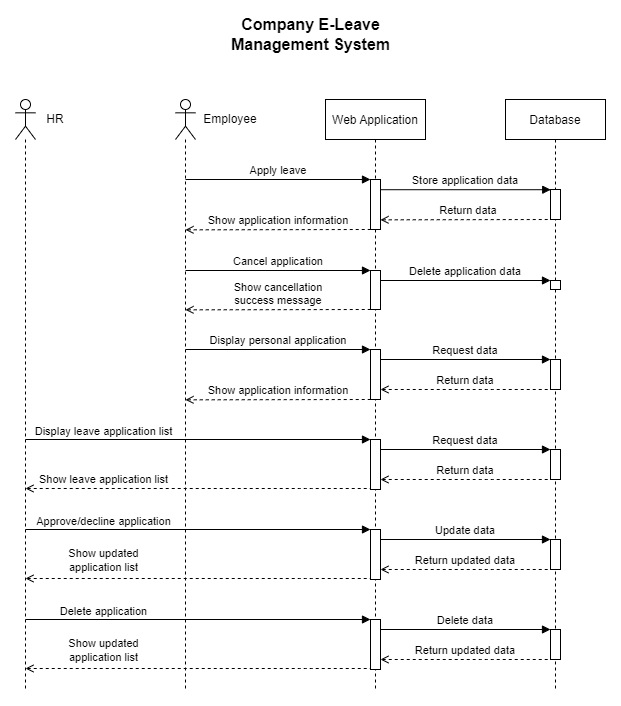 Company E-Leave
Management System
HR
Employee
Web Application
Database
Apply leave
Store application data
Return data
Show application information
Cancel application
Delete application data
Show cancellation
success message
Display personal application
Request data
Return data
Show application information
Display leave application list
Request data
Return data
Show leave application list
Approve/decline application
Update data
Show updated
application list
Return updated data
Delete application
Delete data
Show updated
application list
Return updated data